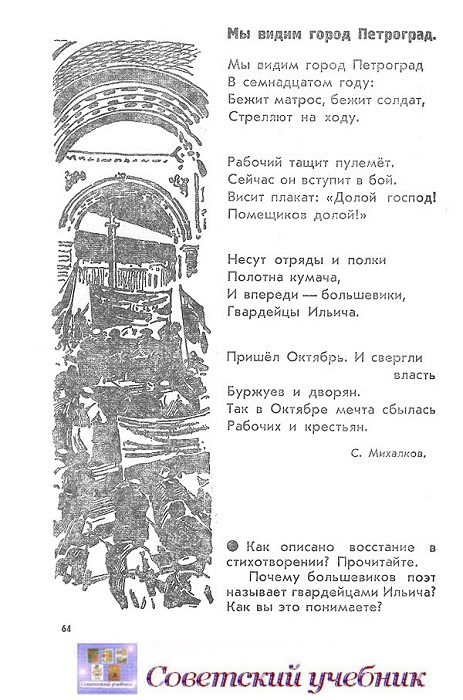 Мы видим город Петроград.
Мы видим город Петроград
В семнадцатом году:
Бежит матрос, бежит солдат,
Стреляют на ходу.
Рабочий тащит пулемёт.
Сейчас он вступит в бой.
Висит плакат: «Долой господ!
Помещиков долой!»
Несут отряды и полки
Полотна кумача,
И впереди — большевики,
Гвардейцы Ильича.
Пришёл Октябрь. И свергли
власть
Буржуев и дворян.
Так в Октябре мечта сбылась
Рабочих и крестьян.
С. Михалков.
Как описано восстание в
стихотворении? Прочитайте.
Почему большевиков поэт
называет гвардейцами Ильича?
Как вы это понимаете?
64
Советский учебник
Советский учебник